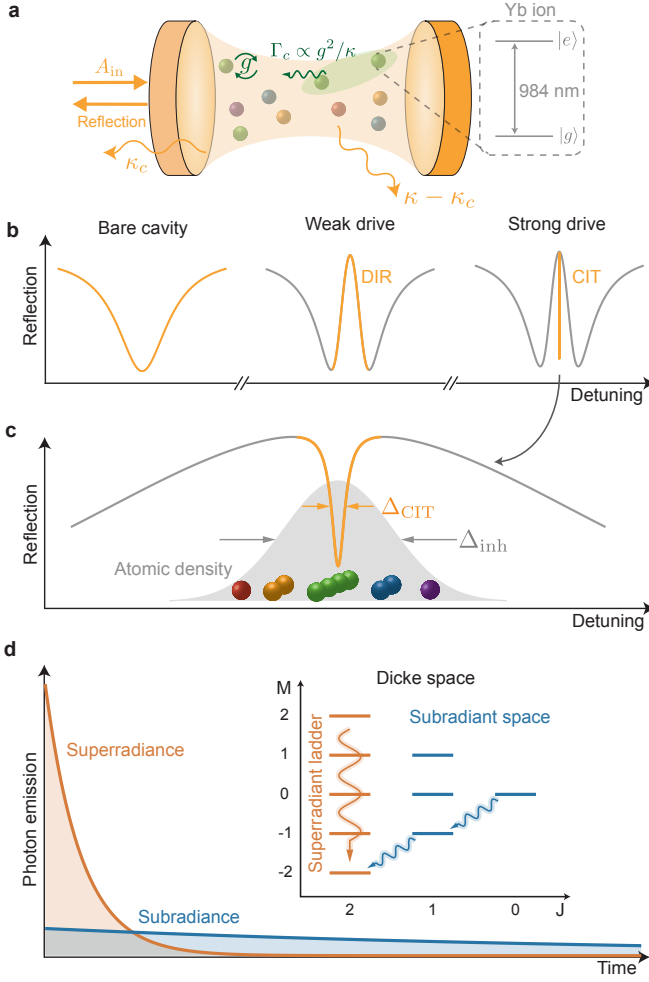 a
Yb ion
A_in
g
Γ_c ∝ g²/κ
|e⟩
984 nm
|g⟩
Reflection
κ_c
κ − κ_c
b
Bare cavity
Weak drive
Strong drive
Reflection
DIR
CIT
Detuning
c
Reflection
Δ_CIT
Δ_inh
Atomic density
Detuning
d
Photon emission
Superradiance
Subradiance
Time
M
Dicke space
Subradiant space
Superradiant ladder
2
1
0
-1
-2
2
1
0
J